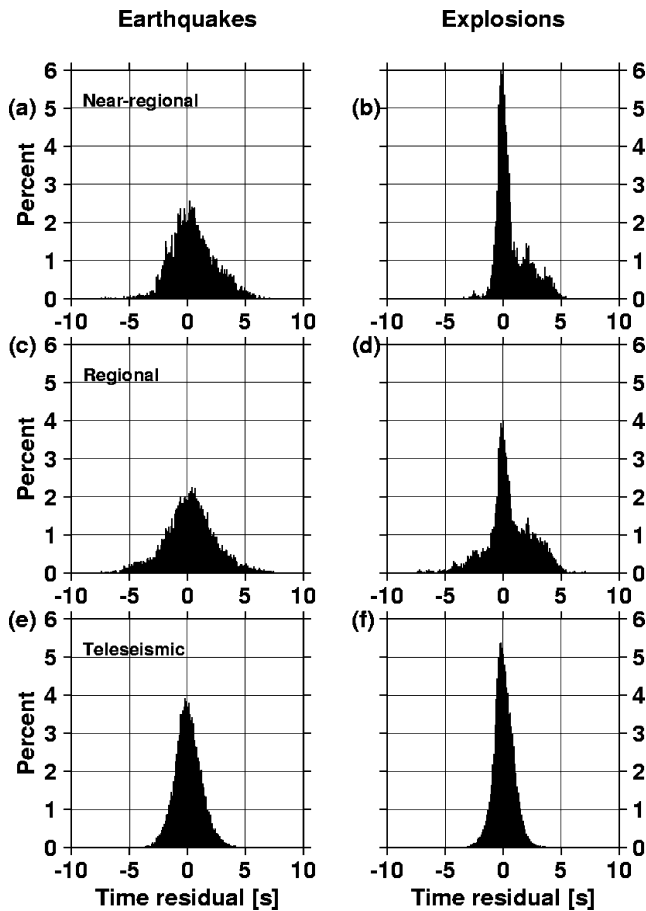 Earthquakes Explosions
6 6
(a) Near-regional (b)
5 5
4 4
Percent
3 3
2 2
1 1
0 0
-10 -5 0 5 10 -10 -5 0 5 10
(c) 6 (d) 6
Regional
5 5
4 4
Percent
3 3
2 2
1 1
0 0
-10 -5 0 5 10 -10 -5 0 5 10
(e) 6 (f) 6
Teleseismic
5 5
4 4
Percent
3 3
2 2
1 1
0 0
-10 -5 0 5 10 -10 -5 0 5 10
Time residual [s] Time residual [s]